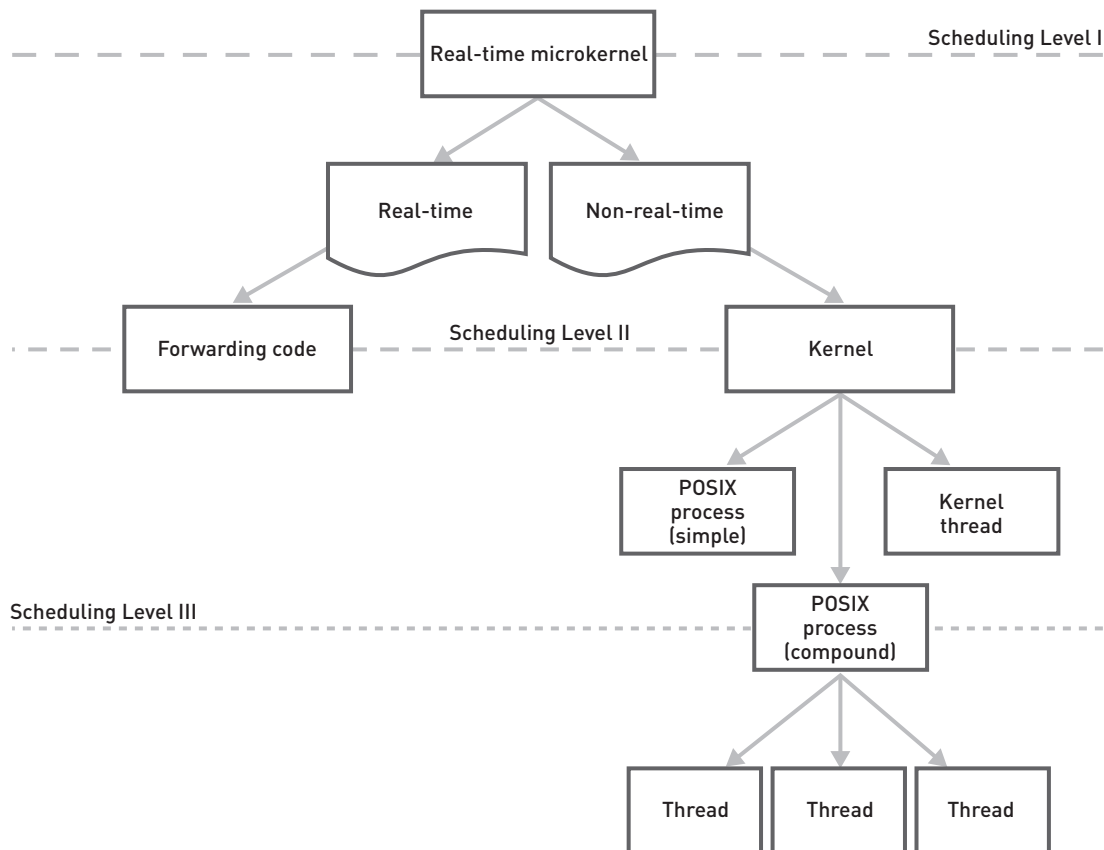 Scheduling Level I
Real-time microkernel
Real-time
Non-real-time
Forwarding code
Scheduling Level II
Kernel
POSIX
process
(simple)
Kernel
thread
POSIX
process
(compound)
Scheduling Level III
Thread
Thread
Thread